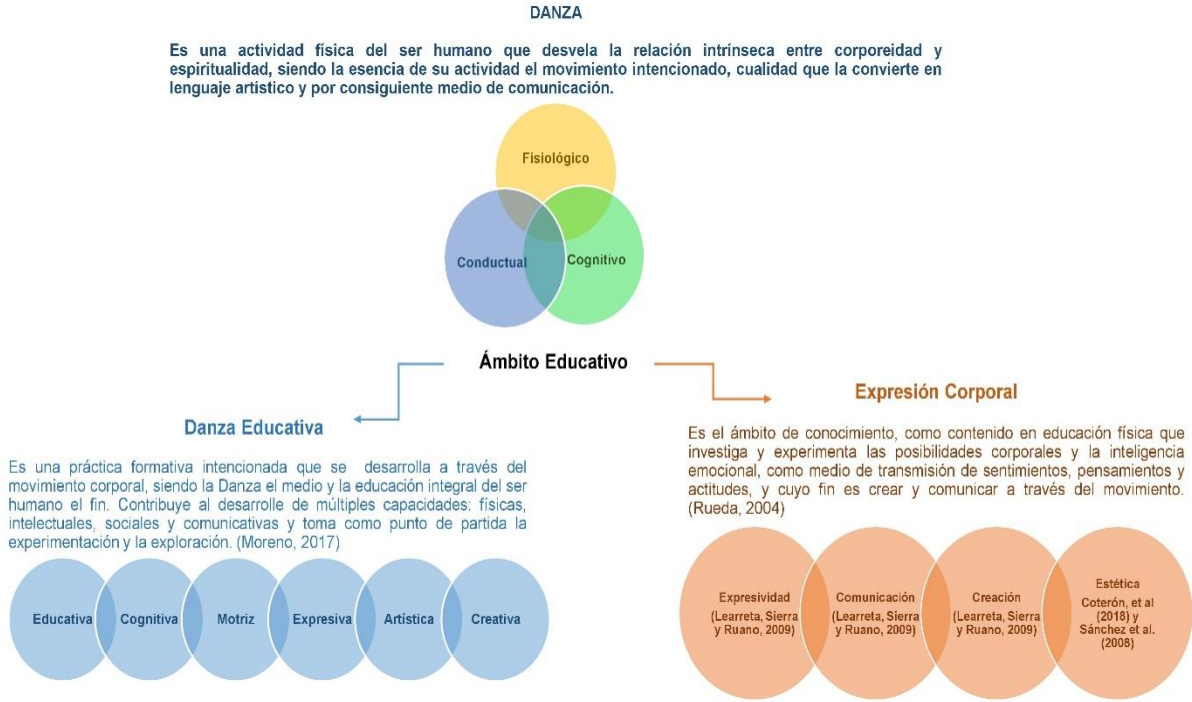 DANZA
Es una actividad física del ser humano que desvela la relación intrínseca entre corporeidad y
espiritualidad, siendo la esencia de su actividad el movimiento intencionado, cualidad que la convierte en
lenguaje artístico y por consiguiente medio de comunicación.
Fisiológico
Conductual
Cognitivo
Ámbito Educativo
Danza Educativa
Es una práctica formativa intencionada que se desarrolla a través del
movimiento corporal, siendo la Danza el medio y la educación integral del ser
humano el fin. Contribuye al desarrolle de múltiples capacidades: físicas,
intelectuales, sociales y comunicativas y toma como punto de partida la
experimentación y la exploración. (Moreno, 2017)
Educativa
Cognitiva
Motriz
Expresiva
Artística
Creativa
Expresión Corporal
Es el ámbito de conocimiento, como contenido en educación física que
investiga y experimenta las posibilidades corporales y la inteligencia
emocional, como medio de transmisión de sentimientos, pensamientos y
actitudes, y cuyo fin es crear y comunicar a través del movimiento.
(Rueda, 2004)
Expresividad
(Learreta, Sierra
y Ruano, 2009)
Comunicación
(Learreta, Sierra
y Ruano, 2009)
Creación
(Learreta, Sierra
y Ruano, 2009)
Estética
Coterón, et al
(2018) y
Sánchez et al.
(2008)